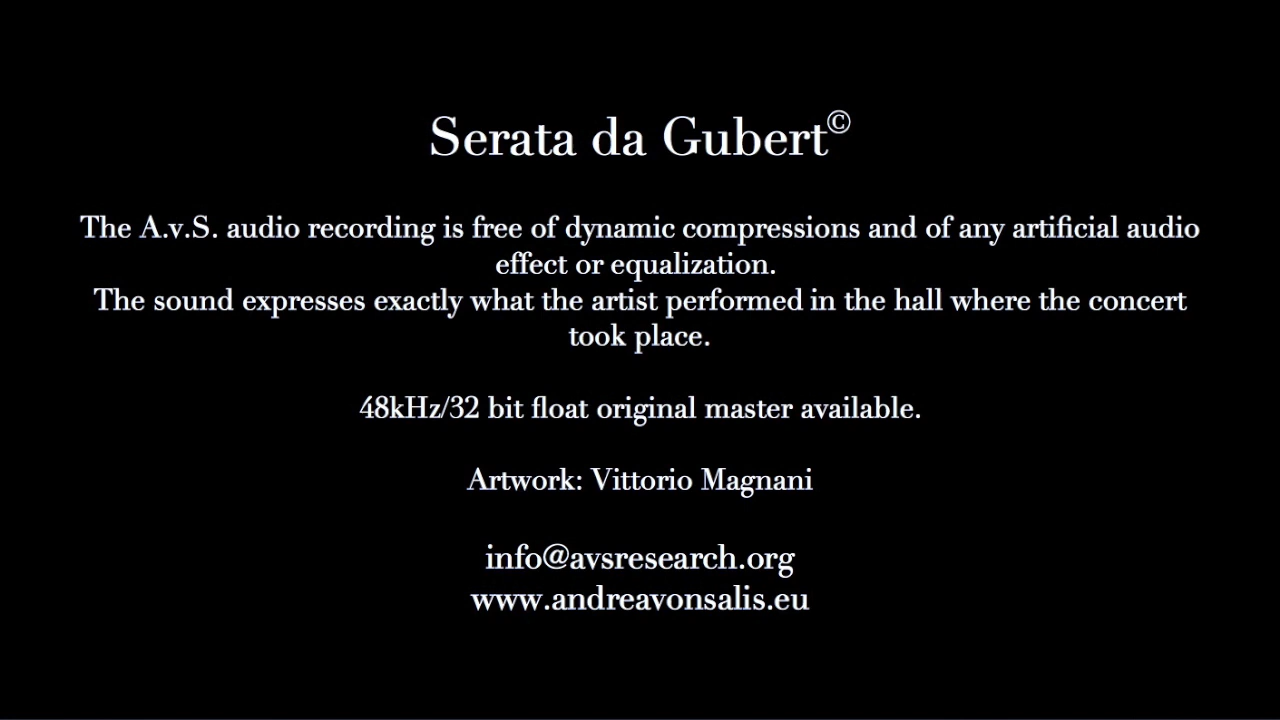 Serata da Gubert©
The A.v.S. audio recording is free of dynamic compressions and of any artificial audio
effect or equalization.
The sound expresses exactly what the artist performed in the hall where the concert
took place.
48kHz/32 bit float original master available.
Artwork: Vittorio Magnani
info@avsresearch.org
www.andreavonsalis.eu